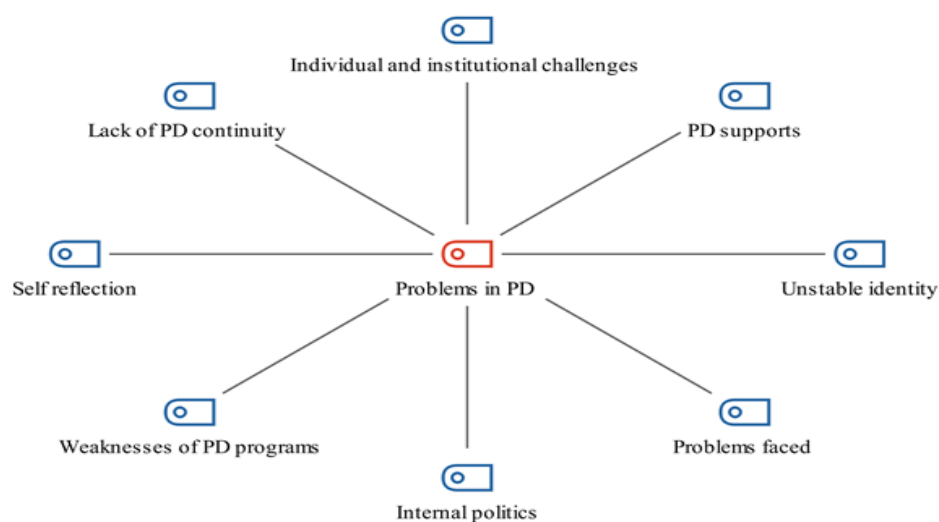 Individual and institutional challenges
Lack of PD continuity
PD supports
Self reflection
Problems in PD
Unstable identity
Weaknesses of PD programs
Problems faced
Internal politics